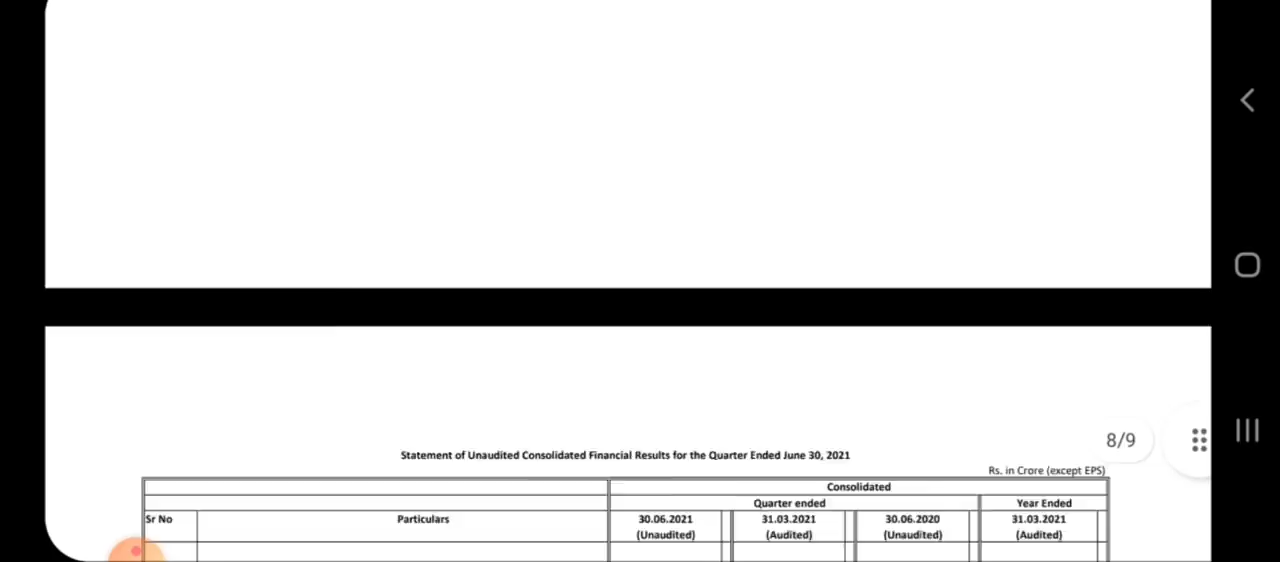 8/9
Statement of Unaudited Consolidated Financial Results for the Quarter Ended June 30, 2021
Rs. in Crore (except EPS)
Consolidated
Quarter ended Year Ended
Sr No Particulars 30.06.2021 31.03.2021 30.06.2020 31.03.2021
(Unaudited) (Audited) (Unaudited) (Audited)